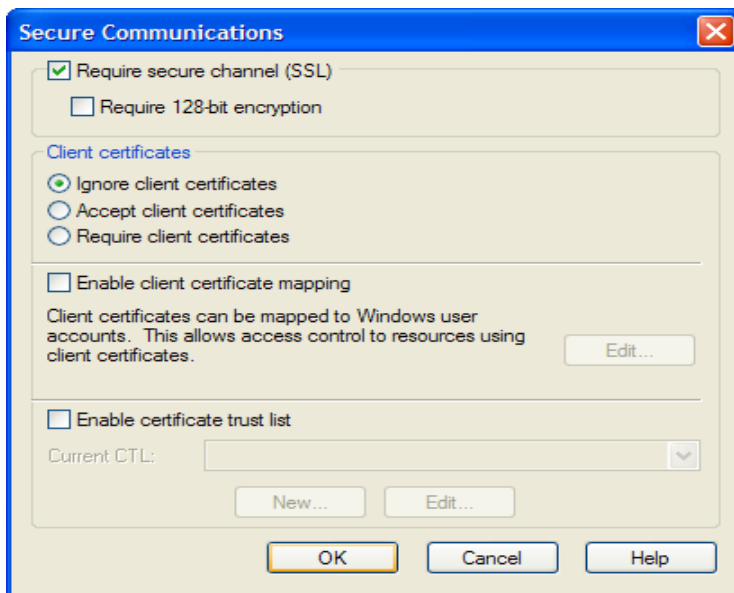 Secure Communications
Require secure channel (SSL)
Require 128-bit encryption
Client certificates
Ignore client certificates
Accept client certificates
Require client certificates
Enable client certificate mapping
Client certificates can be mapped to Windows user
accounts.  This allows access control to resources using
client certificates.
Edit...
Enable certificate trust list
Current CTL:
New... Edit...
OK Cancel Help